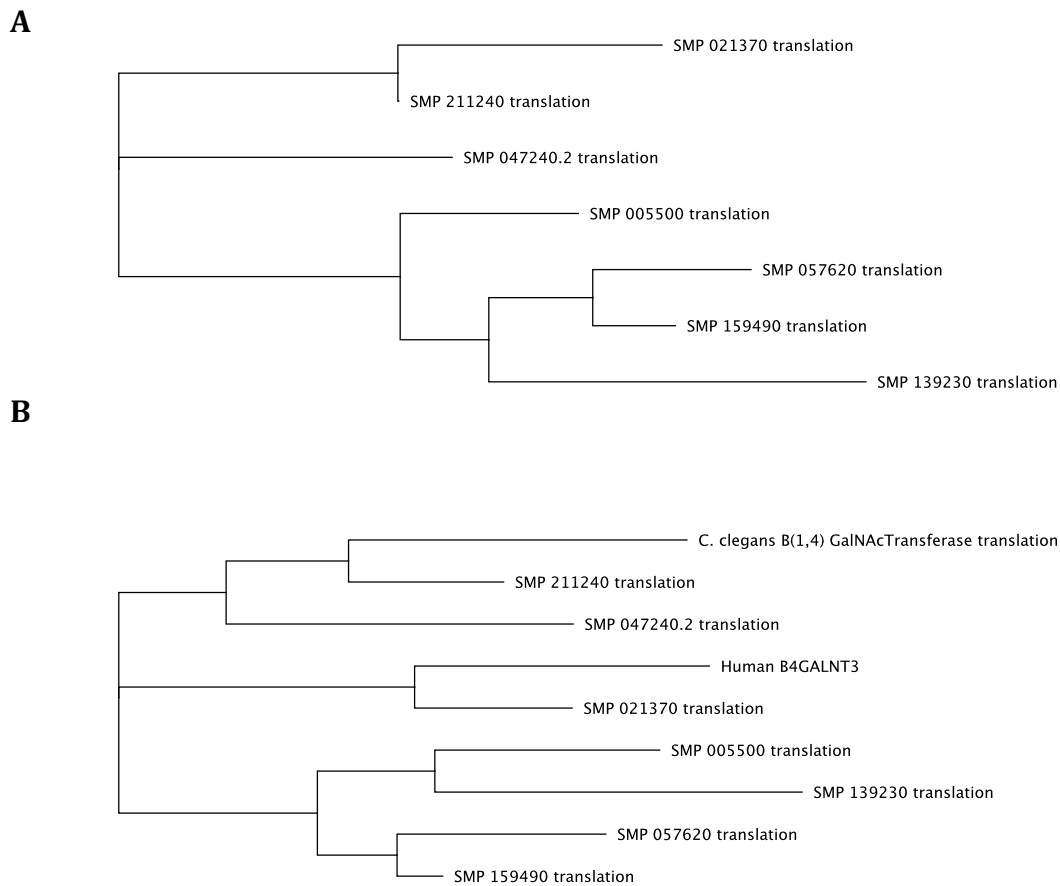 A
SMP 021370 translation
SMP 211240 translation
SMP 047240.2 translation
SMP 005500 translation
SMP 057620 translation
SMP 159490 translation
SMP 139230 translation
B
C. clegans B(1,4) GalNAcTransferase translation
SMP 211240 translation
SMP 047240.2 translation
Human B4GALNT3
SMP 021370 translation
SMP 005500 translation
SMP 139230 translation
SMP 057620 translation
SMP 159490 translation